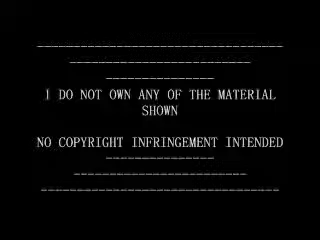 ----------------------------------
-------------------------
---------------
I DO NOT OWN ANY OF THE MATERIAL
SHOWN
NO COPYRIGHT INFRINGEMENT INTENDED
---------------
------------------------
---------------------------------